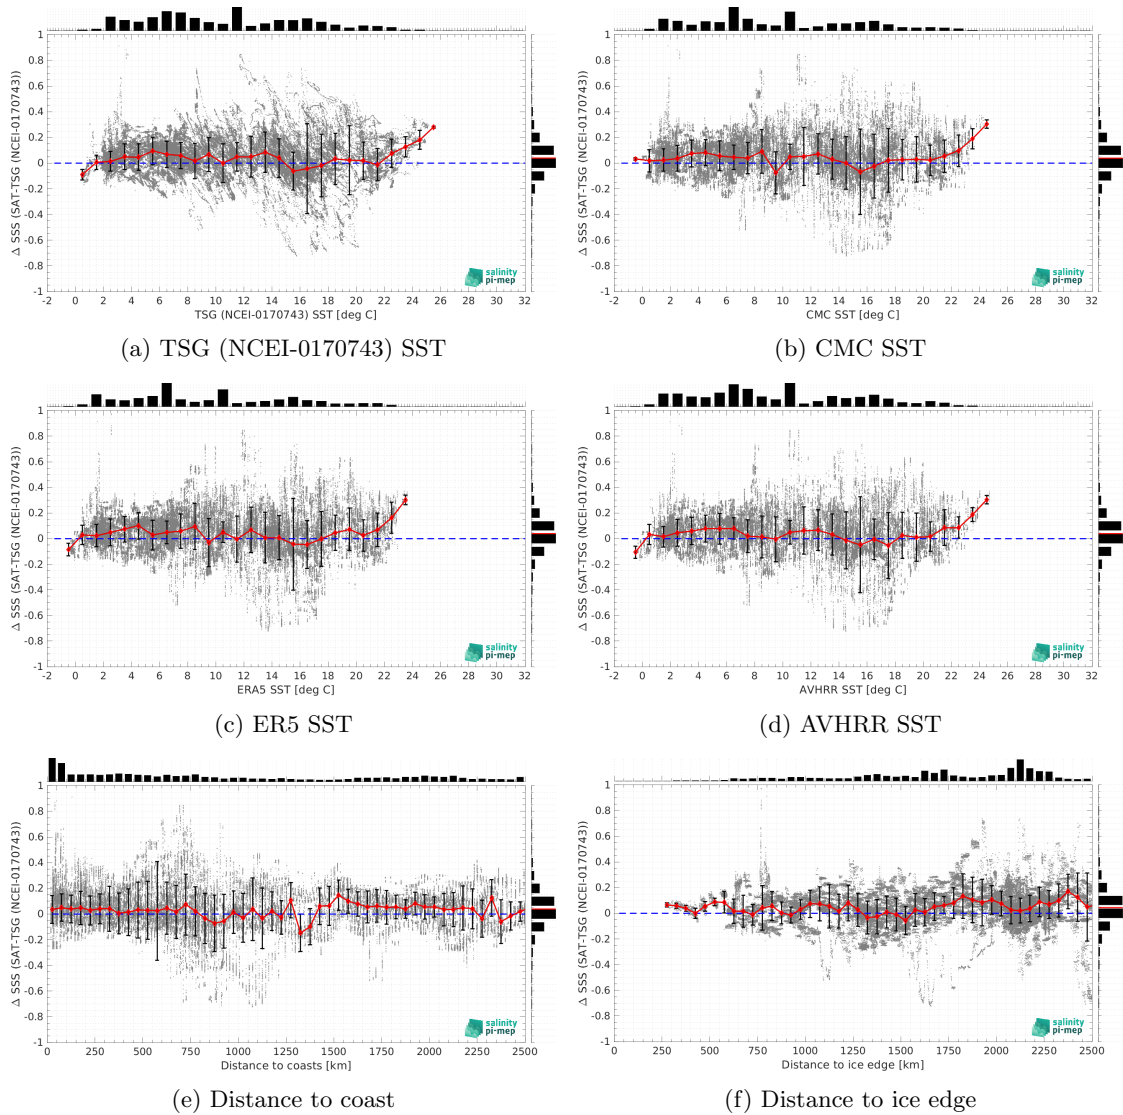 1
0.8
0.6
0.4
0.2
0
-0.2
-0.4
-0.6
-0.8
-1
Δ SSS (SAT-TSG (NCEI-0170743))
-2 0 2 4 6 8 10 12 14 16 18 20 22 24 26 28 30 32
TSG (NCEI-0170743) SST [deg C]
salinity
pi-mep
(a) TSG (NCEI-0170743) SST
1
0.8
0.6
0.4
0.2
0
-0.2
-0.4
-0.6
-0.8
-1
Δ SSS (SAT-TSG (NCEI-0170743))
-2 0 2 4 6 8 10 12 14 16 18 20 22 24 26 28 30 32
CMC SST [deg C]
salinity
pi-mep
(b) CMC SST
1
0.8
0.6
0.4
0.2
0
-0.2
-0.4
-0.6
-0.8
-1
Δ SSS (SAT-TSG (NCEI-0170743))
-2 0 2 4 6 8 10 12 14 16 18 20 22 24 26 28 30 32
ERA5 SST [deg C]
salinity
pi-mep
(c) ER5 SST
1
0.8
0.6
0.4
0.2
0
-0.2
-0.4
-0.6
-0.8
-1
Δ SSS (SAT-TSG (NCEI-0170743))
-2 0 2 4 6 8 10 12 14 16 18 20 22 24 26 28 30 32
AVHRR SST [deg C]
salinity
pi-mep
(d) AVHRR SST
1
0.8
0.6
0.4
0.2
0
-0.2
-0.4
-0.6
-0.8
-1
Δ SSS (SAT-TSG (NCEI-0170743))
0 250 500 750 1000 1250 1500 1750 2000 2250 2500
Distance to coasts [km]
salinity
pi-mep
(e) Distance to coast
1
0.8
0.6
0.4
0.2
0
-0.2
-0.4
-0.6
-0.8
-1
Δ SSS (SAT-TSG (NCEI-0170743))
0 250 500 750 1000 1250 1500 1750 2000 2250 2500
Distance to ice edge [km]
salinity
pi-mep
(f) Distance to ice edge